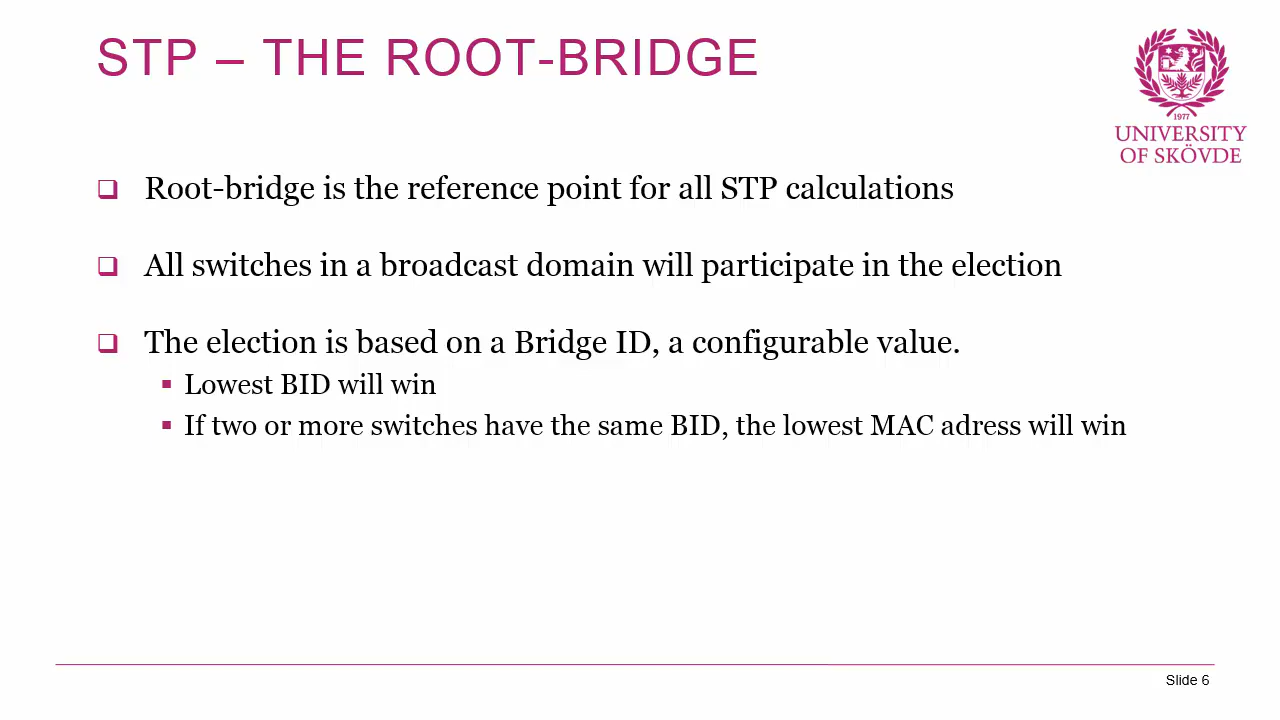 STP – THE ROOT-BRIDGE
1977
UNIVERSITY
OF SKÖVDE
Root-bridge is the reference point for all STP calculations
All switches in a broadcast domain will participate in the election
The election is based on a Bridge ID, a configurable value.
Lowest BID will win
If two or more switches have the same BID, the lowest MAC adress will win
Slide 6